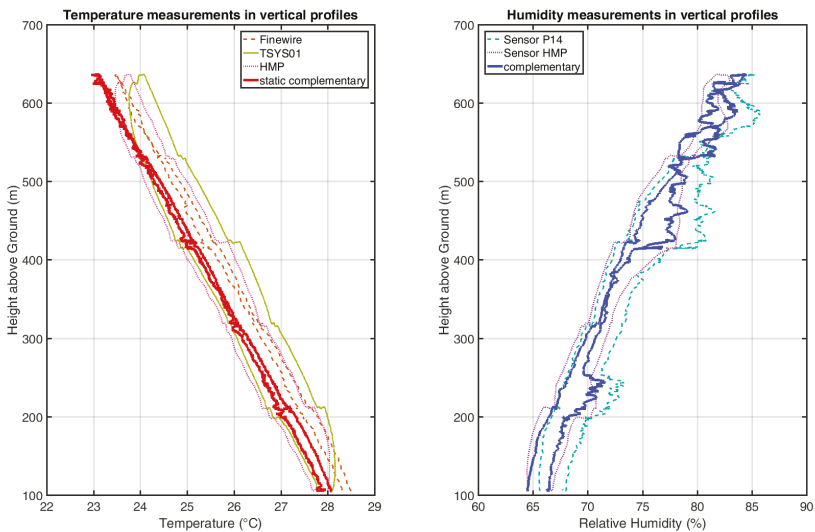 Temperature measurements in vertical profiles
700
600
500
400
300
200
100
Height above Ground (m)
Finewire
TSYS01
HMP
static complementary
22 23 24 25 26 27 28 29
Temperature (°C)
Humidity measurements in vertical profiles
700
600
500
400
300
200
100
Height above Ground (m)
Sensor P14
Sensor HMP
complementary
60 65 70 75 80 85 90
Relative Humidity (%)